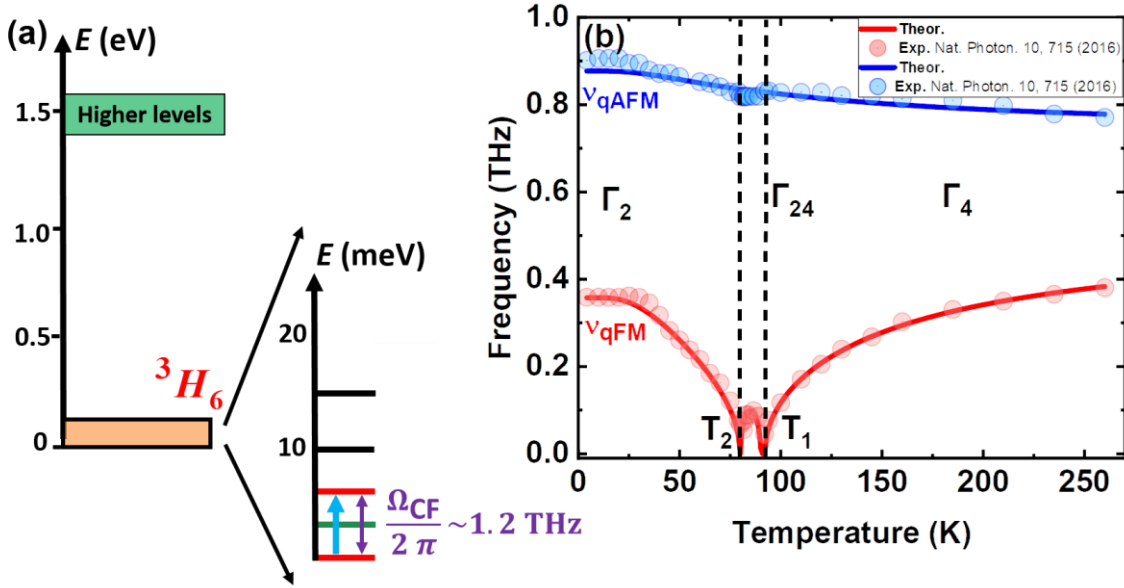 (a)
E (eV)
1.5
Higher levels
1.0
0.5
³H₆
0
E (meV)
20
10
Ω_CF
2 π
~1.2 THz
(b)
Theor.
Exp. Nat. Photon. 10, 715 (2016)
Theor.
Exp. Nat. Photon. 10, 715 (2016)
Frequency (THz)
1.0
0.8
0.6
0.4
0.2
0.0
ν_qAFM
Γ₂
Γ₂₄
Γ₄
ν_qFM
T₂
T₁
0
50
100
150
200
250
Temperature (K)